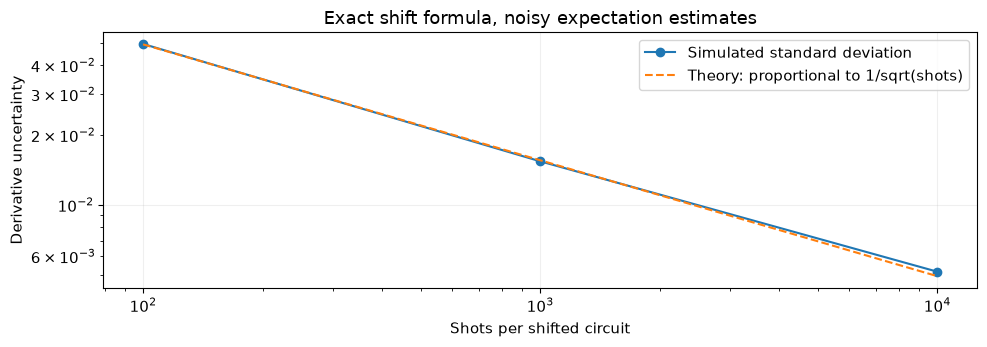 Exact shift formula, noisy expectation estimates
Simulated standard deviation
Theory: proportional to 1/sqrt(shots)
Derivative uncertainty
4 × 10⁻²
3 × 10⁻²
2 × 10⁻²
10⁻²
6 × 10⁻³
10² 10³ 10⁴
Shots per shifted circuit